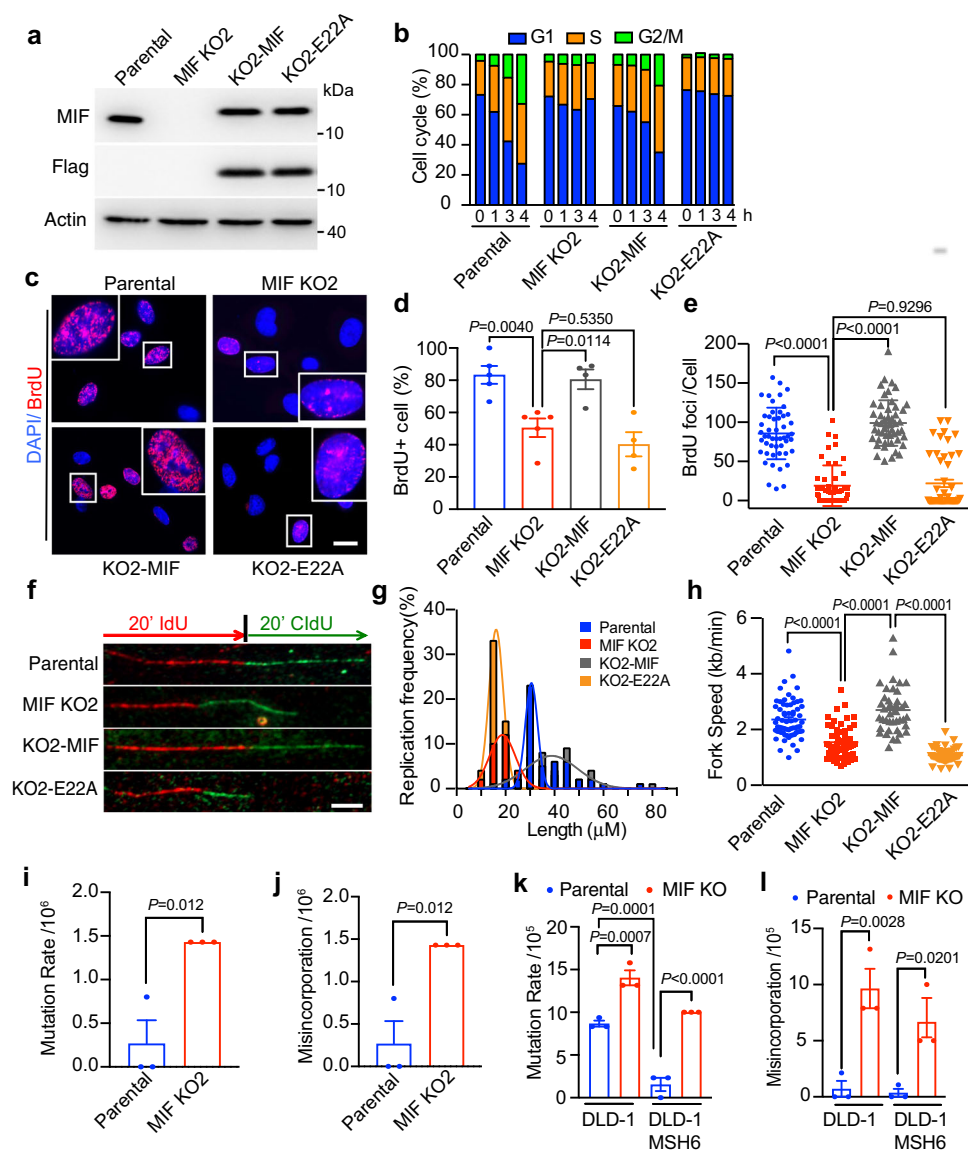 a
Parental
MIF KO2
KO2-MIF
KO2-E22A
kDa
MIF
10
Flag
10
Actin
40
b
G1 S G2/M
Cell cycle (%)
100
80
60
40
20
0
0 1 3 4 0 1 3 4 0 1 3 4 0 1 3 4 h
Parental
MIF KO2
KO2-MIF
KO2-E22A
c
Parental MIF KO2
DAPI/ BrdU
KO2-MIF KO2-E22A
d
P=0.0040
P=0.5350
P=0.0114
BrdU+ cell (%)
100
80
60
40
20
0
Parental
MIF KO2
KO2-MIF
KO2-E22A
e
P=0.9296
P<0.0001
P<0.0001
BrdU foci /Cell
200
150
100
50
0
Parental
MIF KO2
KO2-MIF
KO2-E22A
f
20' IdU 20' CIdU
Parental
MIF KO2
KO2-MIF
KO2-E22A
g
Replication frequency(%)
40
30
20
10
0
0 20 40 60 80
Length (µM)
Parental
MIF KO2
KO2-MIF
KO2-E22A
h
P<0.0001
P<0.0001
P<0.0001
Fork Speed (kb/min)
6
4
2
0
Parental
MIF KO2
KO2-MIF
KO2-E22A
i
Mutation Rate /10⁶
2.0
1.5
1.0
0.5
0.0
P=0.012
Parental
MIF KO2
j
Misincorporation /10⁶
2.0
1.5
1.0
0.5
0.0
P=0.012
Parental
MIF KO2
k
Parental MIF KO
P=0.0001
P=0.0007
P<0.0001
Mutation Rate /10⁵
20
15
10
5
0
DLD-1 DLD-1
MSH6
l
Parental MIF KO
P=0.0028
P=0.0201
Misincorporation /10⁵
15
10
5
0
DLD-1 DLD-1
MSH6